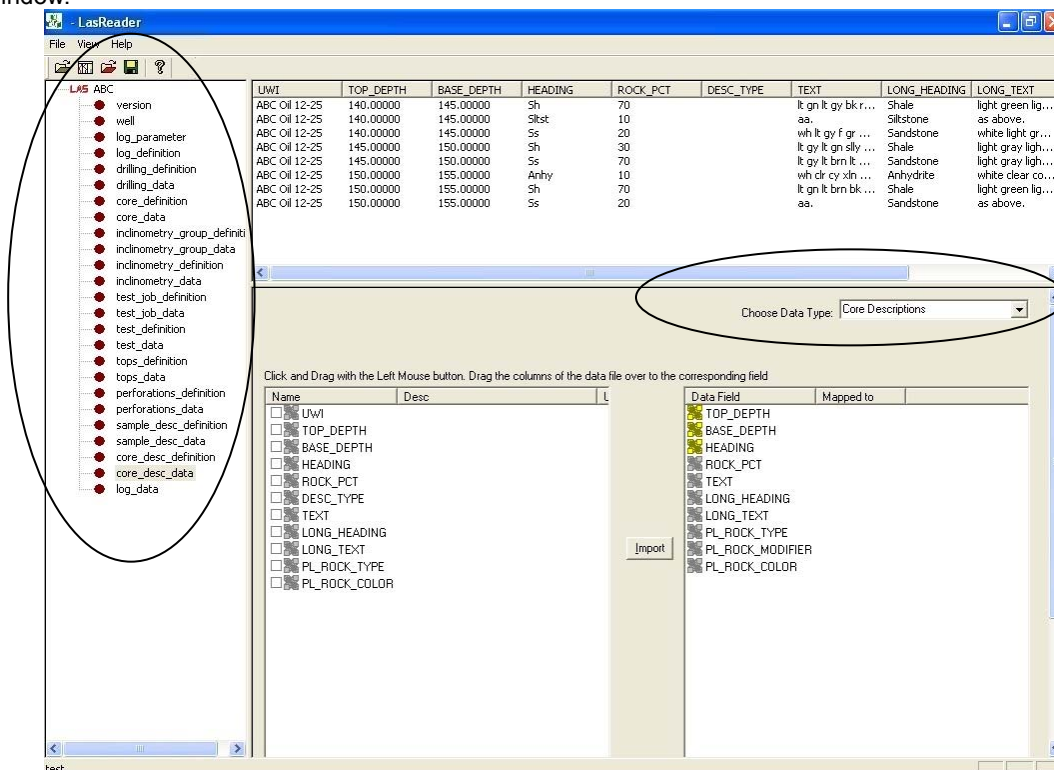 indow.
- LasReader
File View Help
LAS ABC
version
well
log_parameter
log_definition
drilling_definition
drilling_data
core_definition
core_data
inclinometry_group_definiti
inclinometry_group_data
inclinometry_definition
inclinometry_data
test_job_definition
test_job_data
test_definition
test_data
tops_definition
tops_data
perforations_definition
perforations_data
sample_desc_definition
sample_desc_data
core_desc_definition
core_desc_data
log_data
UWI TOP_DEPTH BASE_DEPTH HEADING ROCK_PCT DESC_TYPE TEXT LONG_HEADING LONG_TEXT
ABC Oil 12-25 140.00000 145.00000 Sh 70 lt gn lt gy bk r... Shale light green lig...
ABC Oil 12-25 140.00000 145.00000 Sltst 10 aa. Siltstone as above.
ABC Oil 12-25 140.00000 145.00000 Ss 20 wh lt gy f gr ... Sandstone white light gr...
ABC Oil 12-25 145.00000 150.00000 Sh 30 lt gy lt gn slly ... Shale light gray ligh...
ABC Oil 12-25 145.00000 150.00000 Ss 70 lt gy lt brn lt ... Sandstone light gray ligh...
ABC Oil 12-25 150.00000 155.00000 Anhy 10 wh clr cy xln ... Anhydrite white clear co...
ABC Oil 12-25 150.00000 155.00000 Sh 70 lt gn lt brn bk ... Shale light green lig...
ABC Oil 12-25 150.00000 155.00000 Ss 20 aa. Sandstone as above.
Choose Data Type: Core Descriptions
Click and Drag with the Left Mouse button. Drag the columns of the data file over to the corresponding field
Name Desc U
UWI
TOP_DEPTH
BASE_DEPTH
HEADING
ROCK_PCT
DESC_TYPE
TEXT
LONG_HEADING
LONG_TEXT
PL_ROCK_TYPE
PL_ROCK_COLOR
Import
Data Field Mapped to
TOP_DEPTH
BASE_DEPTH
HEADING
ROCK_PCT
TEXT
LONG_HEADING
LONG_TEXT
PL_ROCK_TYPE
PL_ROCK_MODIFIER
PL_ROCK_COLOR
test